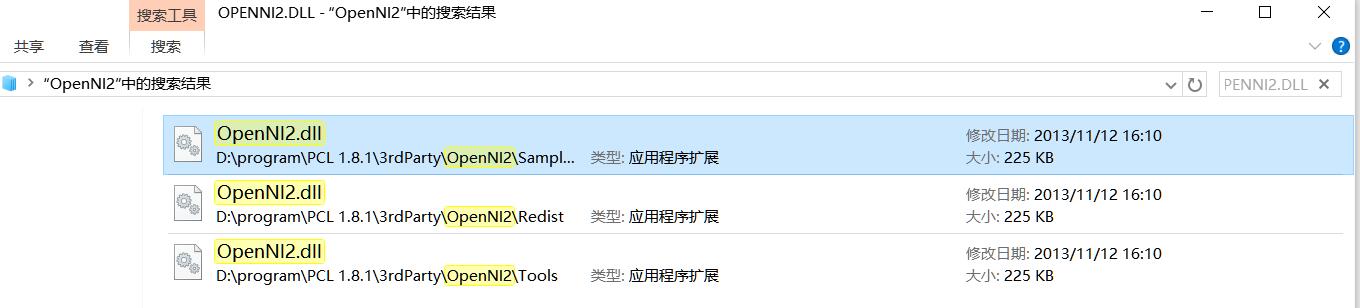 搜索工具
OPENNI2.DLL - “OpenNI2”中的搜索结果
共享 查看 搜索
“OpenNI2”中的搜索结果
PENNI2.DLL
OpenNI2.dll 修改日期: 2013/11/12 16:10
D:\program\PCL 1.8.1\3rdParty\OpenNI2\Sampl... 类型: 应用程序扩展 大小: 225 KB
OpenNI2.dll 修改日期: 2013/11/12 16:10
D:\program\PCL 1.8.1\3rdParty\OpenNI2\Redist 类型: 应用程序扩展 大小: 225 KB
OpenNI2.dll 修改日期: 2013/11/12 16:10
D:\program\PCL 1.8.1\3rdParty\OpenNI2\Tools 类型: 应用程序扩展 大小: 225 KB